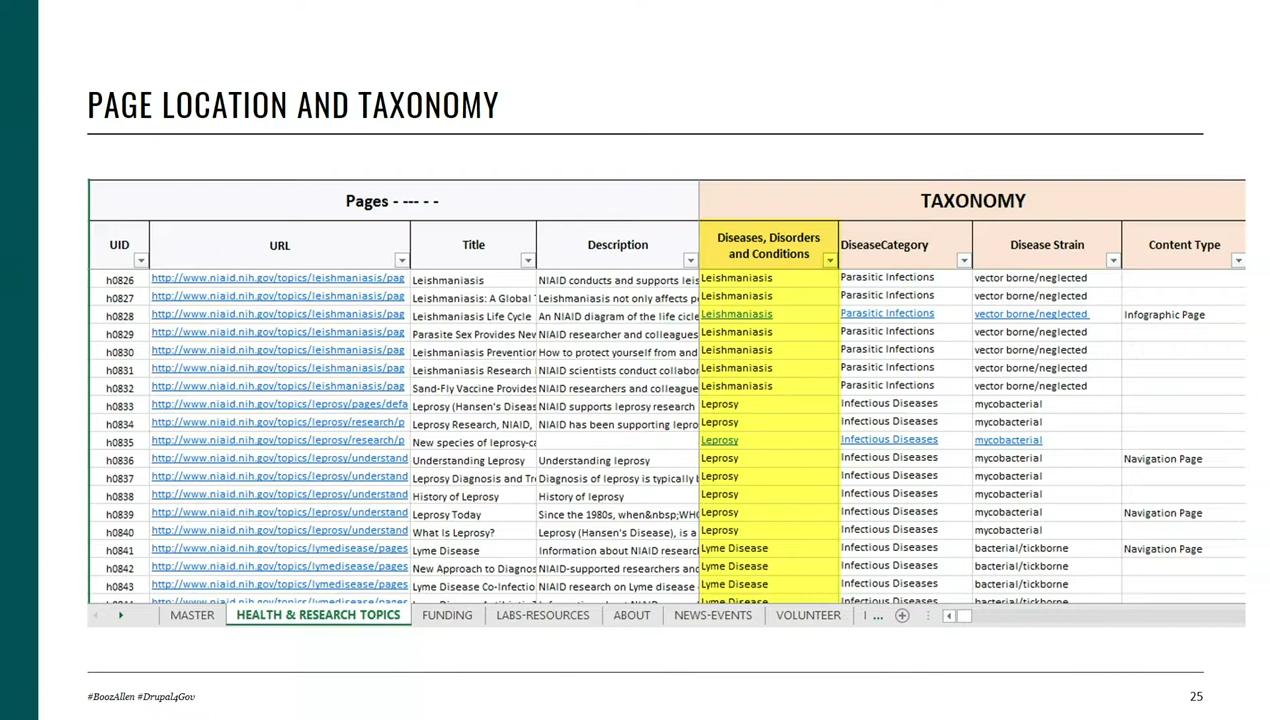 PAGE LOCATION AND TAXONOMY
Pages - --- - - TAXONOMY
UID URL Title Description Diseases, Disorders and Conditions DiseaseCategory Disease Strain Content Type
h0826 http://www.niaid.nih.gov/topics/leishmaniasis/pag Leishmaniasis NIAID conducts and supports leis Leishmaniasis Parasitic Infections vector borne/neglected
h0827 http://www.niaid.nih.gov/topics/leishmaniasis/pag Leishmaniasis: A Global T Leishmaniasis not only affects p Leishmaniasis Parasitic Infections vector borne/neglected
h0828 http://www.niaid.nih.gov/topics/leishmaniasis/pag Leishmaniasis Life Cycle An NIAID diagram of the life cicle Leishmaniasis Parasitic Infections vector borne/neglected Infographic Page
h0829 http://www.niaid.nih.gov/topics/leishmaniasis/pag Parasite Sex Provides New NIAID researcher and colleagues Leishmaniasis Parasitic Infections vector borne/neglected
h0830 http://www.niaid.nih.gov/topics/leishmaniasis/pag Leishmaniasis Prevention How to protect yourself from and Leishmaniasis Parasitic Infections vector borne/neglected
h0831 http://www.niaid.nih.gov/topics/leishmaniasis/pag Leishmaniasis Research i NIAID scientists conduct collabor Leishmaniasis Parasitic Infections vector borne/neglected
h0832 http://www.niaid.nih.gov/topics/leishmaniasis/pag Sand-Fly Vaccine Provides NIAID researchers and colleague Leishmaniasis Parasitic Infections vector borne/neglected
h0833 http://www.niaid.nih.gov/topics/leprosy/pages/defa Leprosy (Hansen's Diseas NIAID supports leprosy research Leprosy Infectious Diseases mycobacterial
h0834 http://www.niaid.nih.gov/topics/leprosy/research/p Leprosy Research, NIAID, NIAID has been supporting lepro Leprosy Infectious Diseases mycobacterial
h0835 http://www.niaid.nih.gov/topics/leprosy/research/p New species of leprosy-ca Leprosy Infectious Diseases mycobacterial
h0836 http://www.niaid.nih.gov/topics/leprosy/understand Understanding Leprosy Understanding leprosy Leprosy Infectious Diseases mycobacterial Navigation Page
h0837 http://www.niaid.nih.gov/topics/leprosy/understand Leprosy Diagnosis and Tre Diagnosis of leprosy is typically b Leprosy Infectious Diseases mycobacterial
h0838 http://www.niaid.nih.gov/topics/leprosy/understand History of Leprosy History of leprosy Leprosy Infectious Diseases mycobacterial
h0839 http://www.niaid.nih.gov/topics/leprosy/understand Leprosy Today Since the 1980s, when&nbsp;WHO Leprosy Infectious Diseases mycobacterial Navigation Page
h0840 http://www.niaid.nih.gov/topics/leprosy/understand What Is Leprosy? Leprosy (Hansen's Disease), is a Leprosy Infectious Diseases mycobacterial
h0841 http://www.niaid.nih.gov/topics/lymedisease/pages Lyme Disease Information about NIAID researc Lyme Disease Infectious Diseases bacterial/tickborne Navigation Page
h0842 http://www.niaid.nih.gov/topics/lymedisease/pages New Approach to Diagnos NIAID-supported researchers and Lyme Disease Infectious Diseases bacterial/tickborne
h0843 http://www.niaid.nih.gov/topics/lymedisease/pages Lyme Disease Co-Infectio NIAID research on Lyme disease Lyme Disease Infectious Diseases bacterial/tickborne
http://www.niaid.nih.gov/topics/lymedisease/pages Lyme Disease Infectious Diseases bacterial/tickborne
MASTER HEALTH & RESEARCH TOPICS FUNDING LABS-RESOURCES ABOUT NEWS-EVENTS VOLUNTEER I ...
#BoozAllen #Drupal4Gov 25